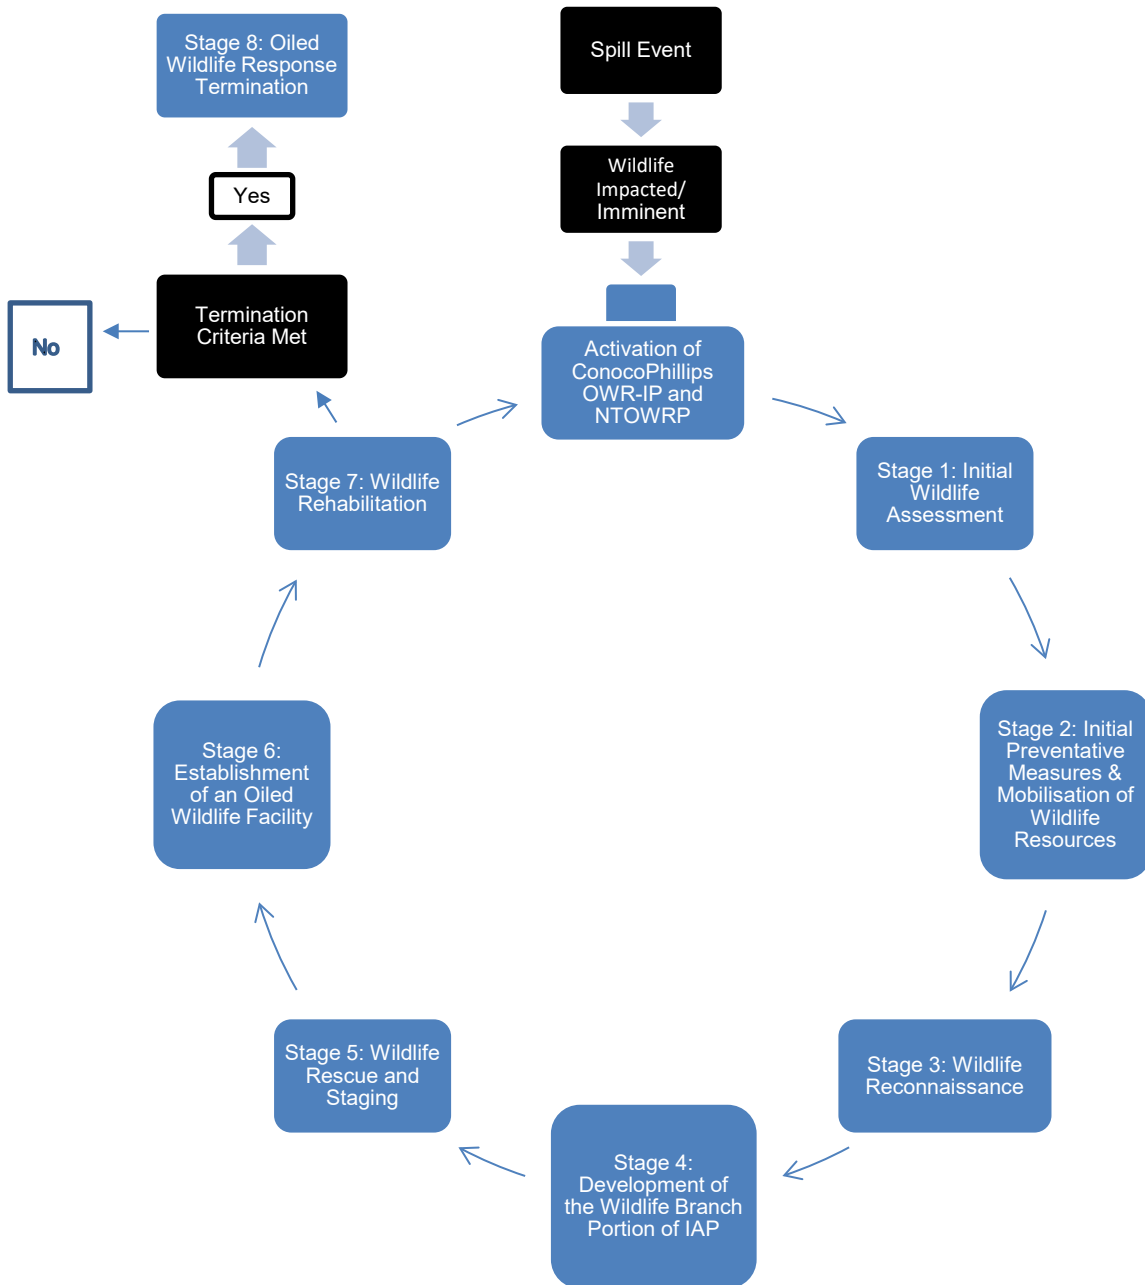 Stage 8: Oiled
Wildlife Response
Termination
Spill Event
Wildlife
Impacted/
Imminent
Yes
Termination
Criteria Met
No
Activation of
ConocoPhillips
OWR-IP and
NTOWRP
Stage 1: Initial
Wildlife
Assessment
Stage 2: Initial
Preventative
Measures &
Mobilisation of
Wildlife
Resources
Stage 3: Wildlife
Reconnaissance
Stage 4:
Development of
the Wildlife Branch
Portion of IAP
Stage 5: Wildlife
Rescue and
Staging
Stage 6:
Establishment
of an Oiled
Wildlife Facility
Stage 7: Wildlife
Rehabilitation